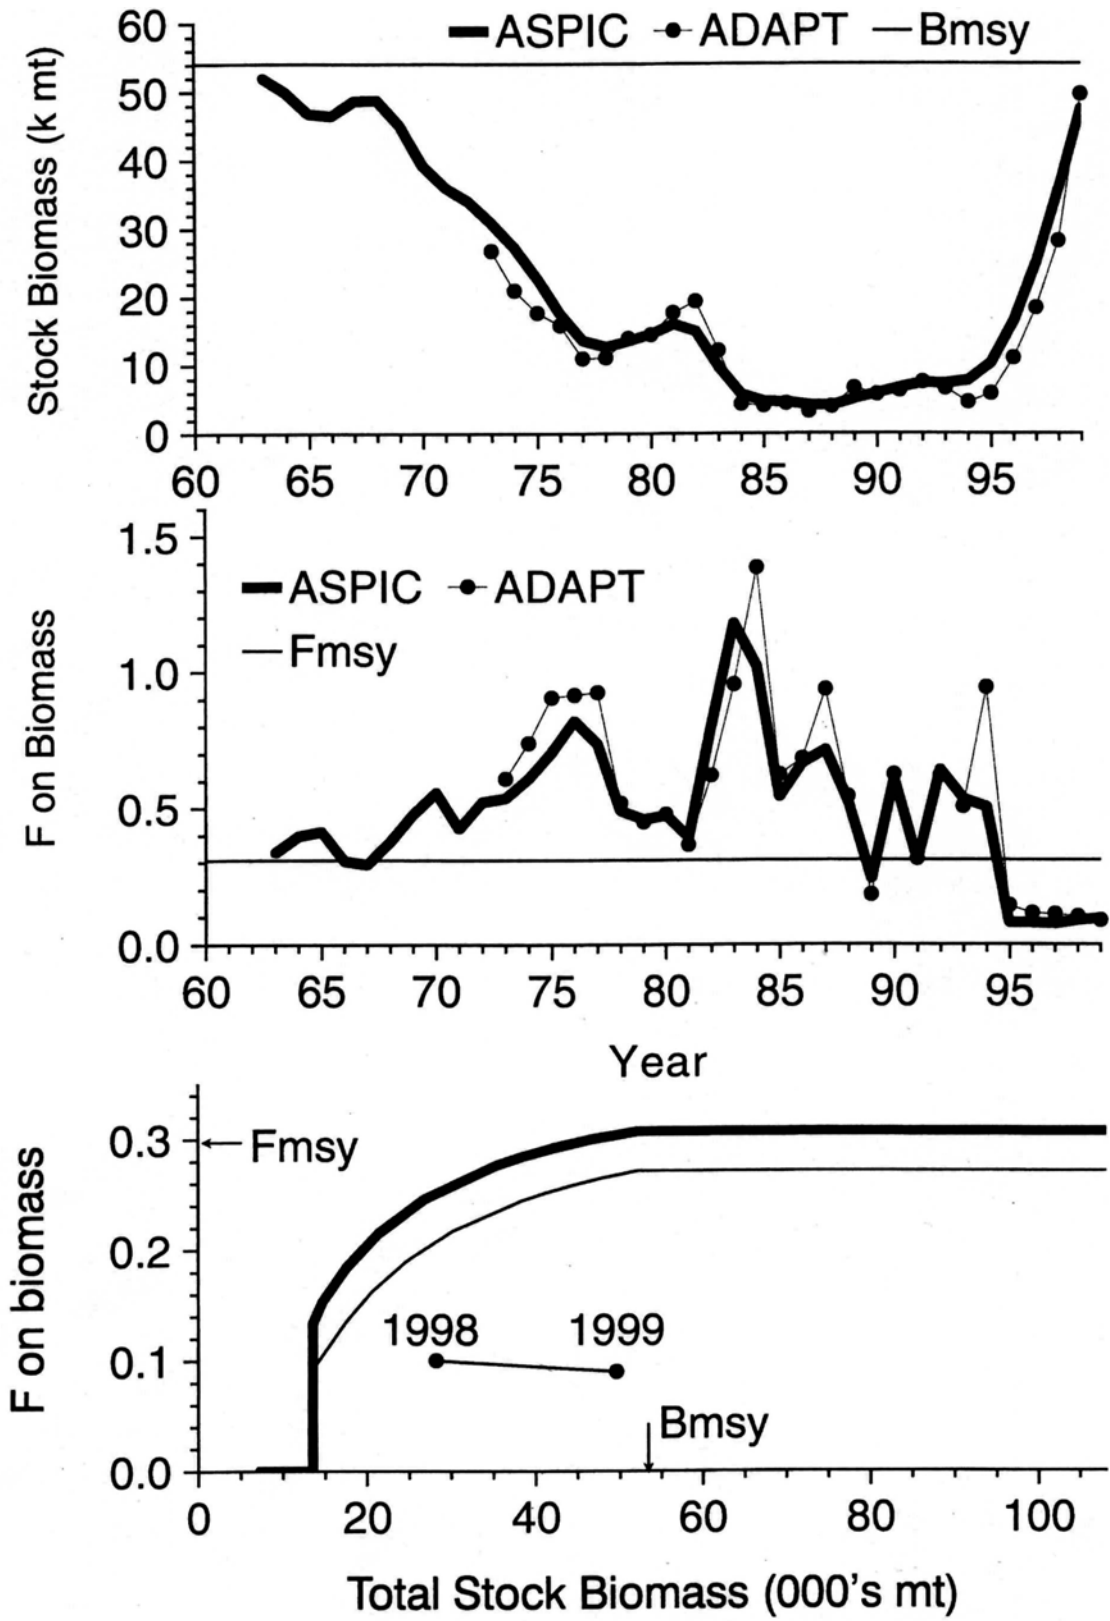 ASPIC ADAPT Bmsy
Stock Biomass (k mt)
60
50
40
30
20
10
0
60 65 70 75 80 85 90 95
F on Biomass
1.5
1.0
0.5
0.0
ASPIC ADAPT
Fmsy
60 65 70 75 80 85 90 95
Year
F on biomass
0.3
0.2
0.1
0.0
Fmsy
1998 1999
Bmsy
0 20 40 60 80 100
Total Stock Biomass (000's mt)